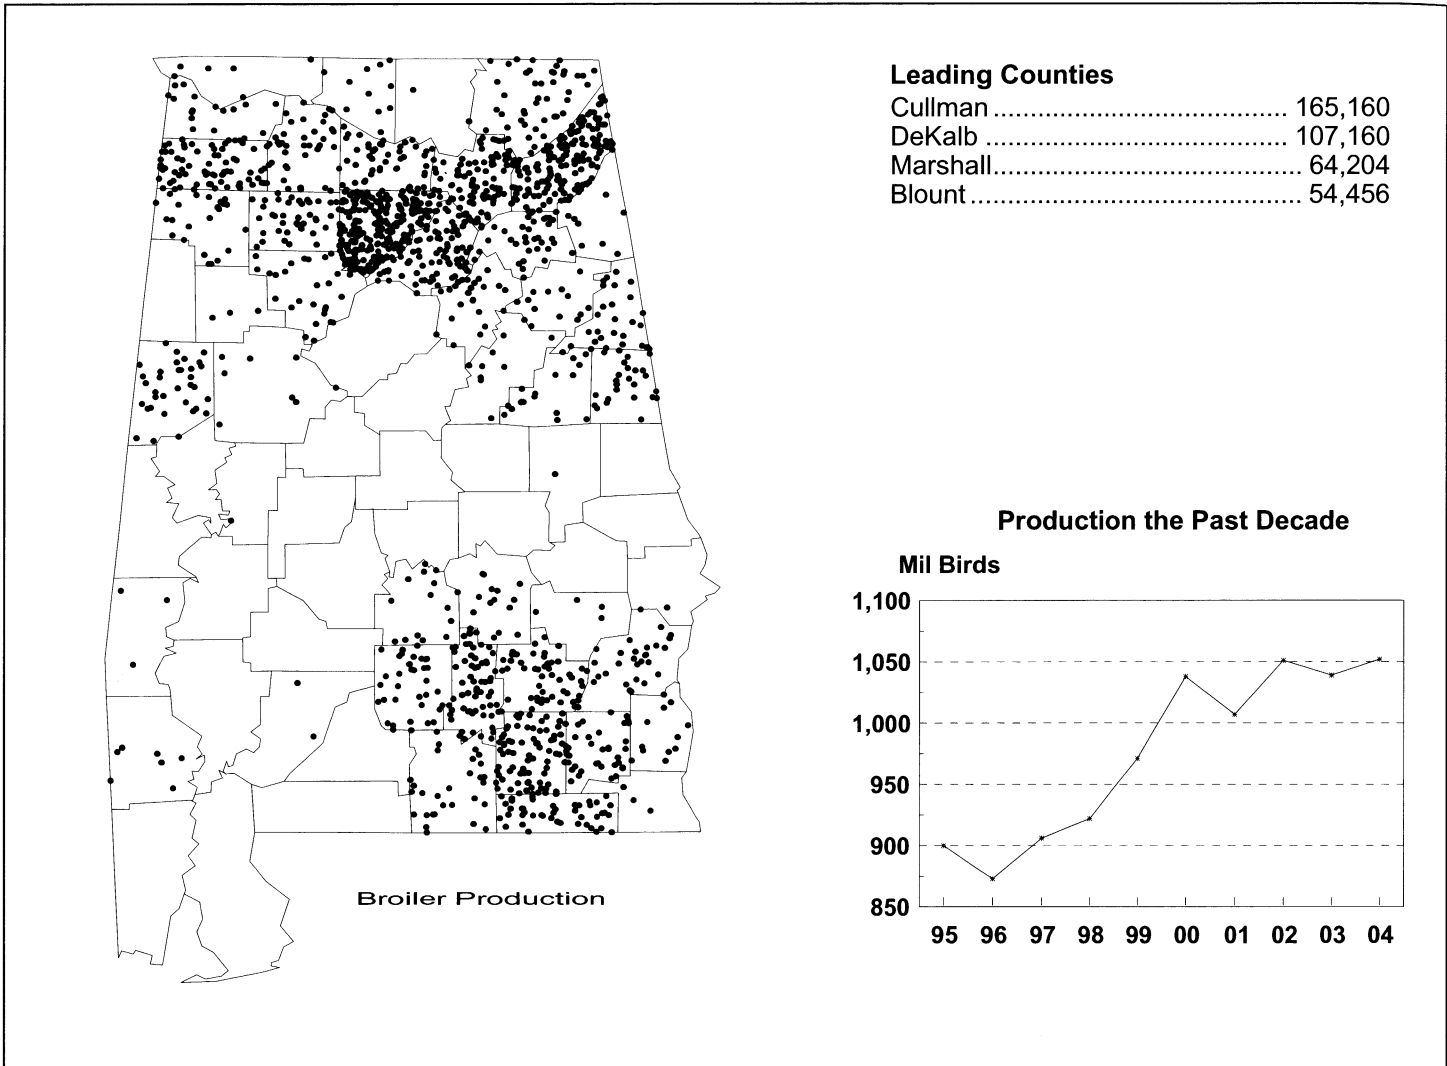 Leading Counties
Cullman ................................... 165,160
DeKalb .................................... 107,160
Marshall..................................... 64,204
Blount ........................................ 54,456
Production the Past Decade
Mil Birds
1,100
1,050
1,000
950
900
850
95 96 97 98 99 00 01 02 03 04
Broiler Production